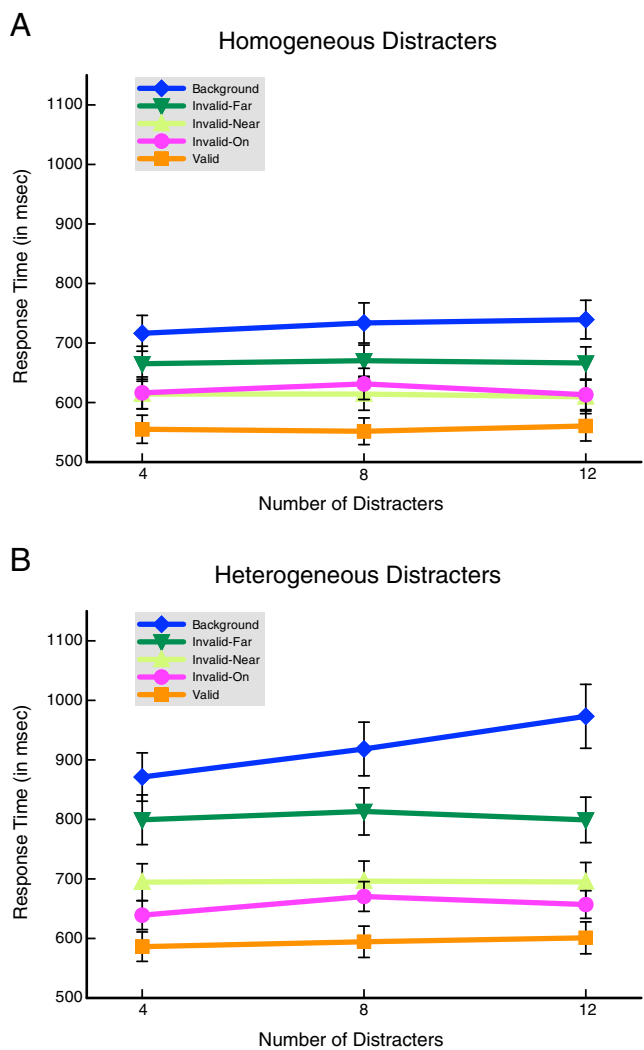 A
Homogeneous Distracters
Background
Invalid-Far
Invalid-Near
Invalid-On
Valid
1100
1000
900
800
700
600
500
Response Time (in msec)
4 8 12
Number of Distracters
B
Heterogeneous Distracters
Background
Invalid-Far
Invalid-Near
Invalid-On
Valid
1100
1000
900
800
700
600
500
Response Time (in msec)
4 8 12
Number of Distracters